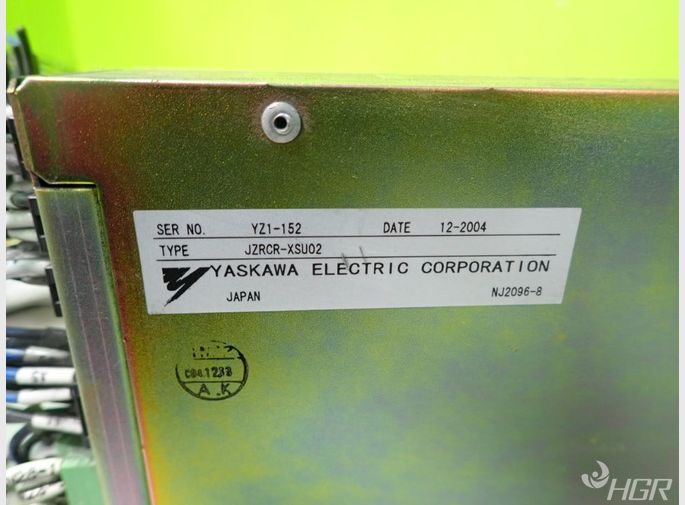 SER NO. YZ1-152 DATE 12-2004
TYPE JZRCR-XSU02
YASKAWA ELECTRIC CORPORATION
JAPAN NJ2096-8
A.K
HGR